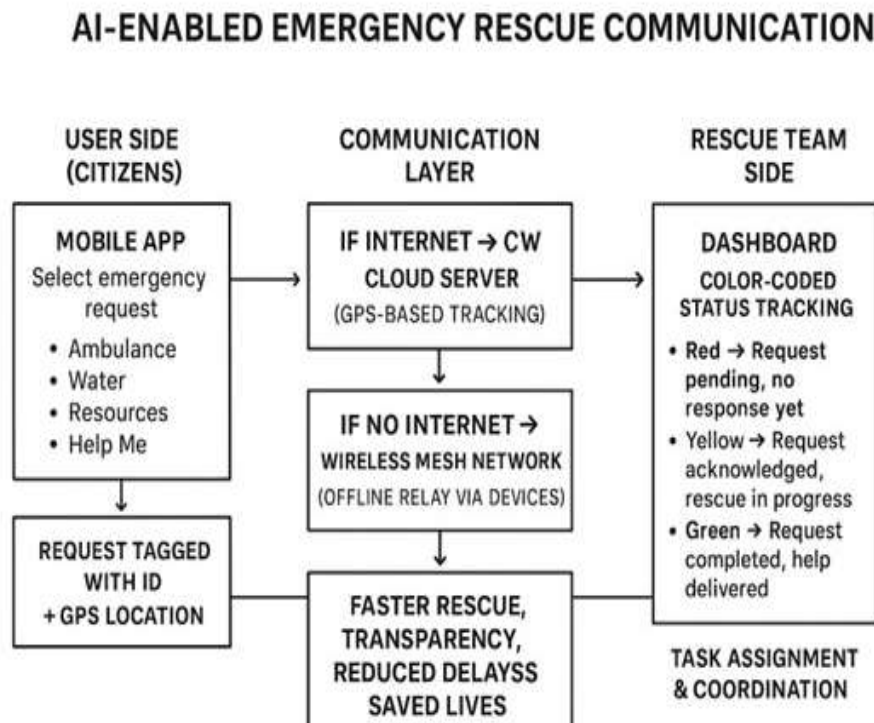 AI-ENABLED EMERGENCY RESCUE COMMUNICATION
USER SIDE
(CITIZENS)
MOBILE APP
Select emergency
request
• Ambulance
• Water
• Resources
• Help Me
REQUEST TAGGED
WITH ID
+ GPS LOCATION
COMMUNICATION
LAYER
IF INTERNET → CW
CLOUD SERVER
(GPS-BASED TRACKING)
IF NO INTERNET →
WIRELESS MESH NETWORK
(OFFLINE RELAY VIA DEVICES)
FASTER RESCUE,
TRANSPARENCY,
REDUCED DELAYSS
SAVED LIVES
RESCUE TEAM
SIDE
DASHBOARD
COLOR-CODED
STATUS TRACKING
• Red → Request
pending, no
response yet
• Yellow → Request
acknowledged,
rescue in progress
• Green → Request
completed, help
delivered
TASK ASSIGNMENT
& COORDINATION